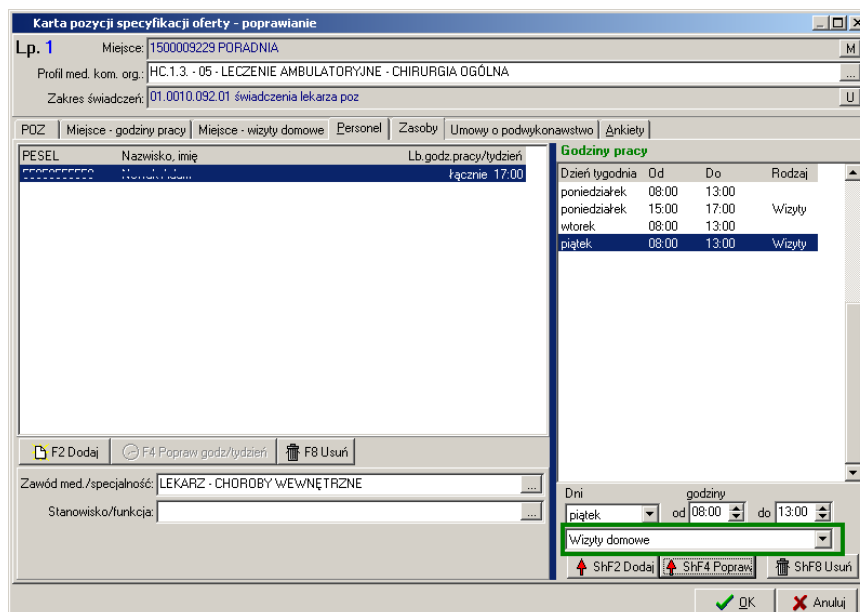 Karta pozycji specyfikacji oferty - poprawianie
Lp. 1 Miejsce: 1500009229 PORADNIA M
Profil med. kom. org.: HC.1.3. - 05 - LECZENIE AMBULATORYJNE - CHIRURGIA OGÓLNA ...
Zakres świadczeń: 01.0010.092.01 świadczenia lekarza poz U
POZ Miejsce - godziny pracy Miejsce - wizyty domowe Personel Zasoby Umowy o podwykonawstwo Ankiety
PESEL Nazwisko, imię Lb.godz.pracy/tydzień
łącznie 17:00
Godziny pracy
Dzień tygodnia Od Do Rodzaj
poniedziałek 08:00 13:00
poniedziałek 15:00 17:00 Wizyty
wtorek 08:00 13:00
piątek 08:00 13:00 Wizyty
F2 Dodaj F4 Popraw godz/tydzień F8 Usuń
Zawód med./specjalność: LEKARZ - CHOROBY WEWNĘTRZNE ...
Stanowisko/funkcja: ...
Dni godziny
piątek od 08:00 do 13:00
Wizyty domowe
ShF2 Dodaj ShF4 Popraw ShF8 Usuń
OK Anuluj